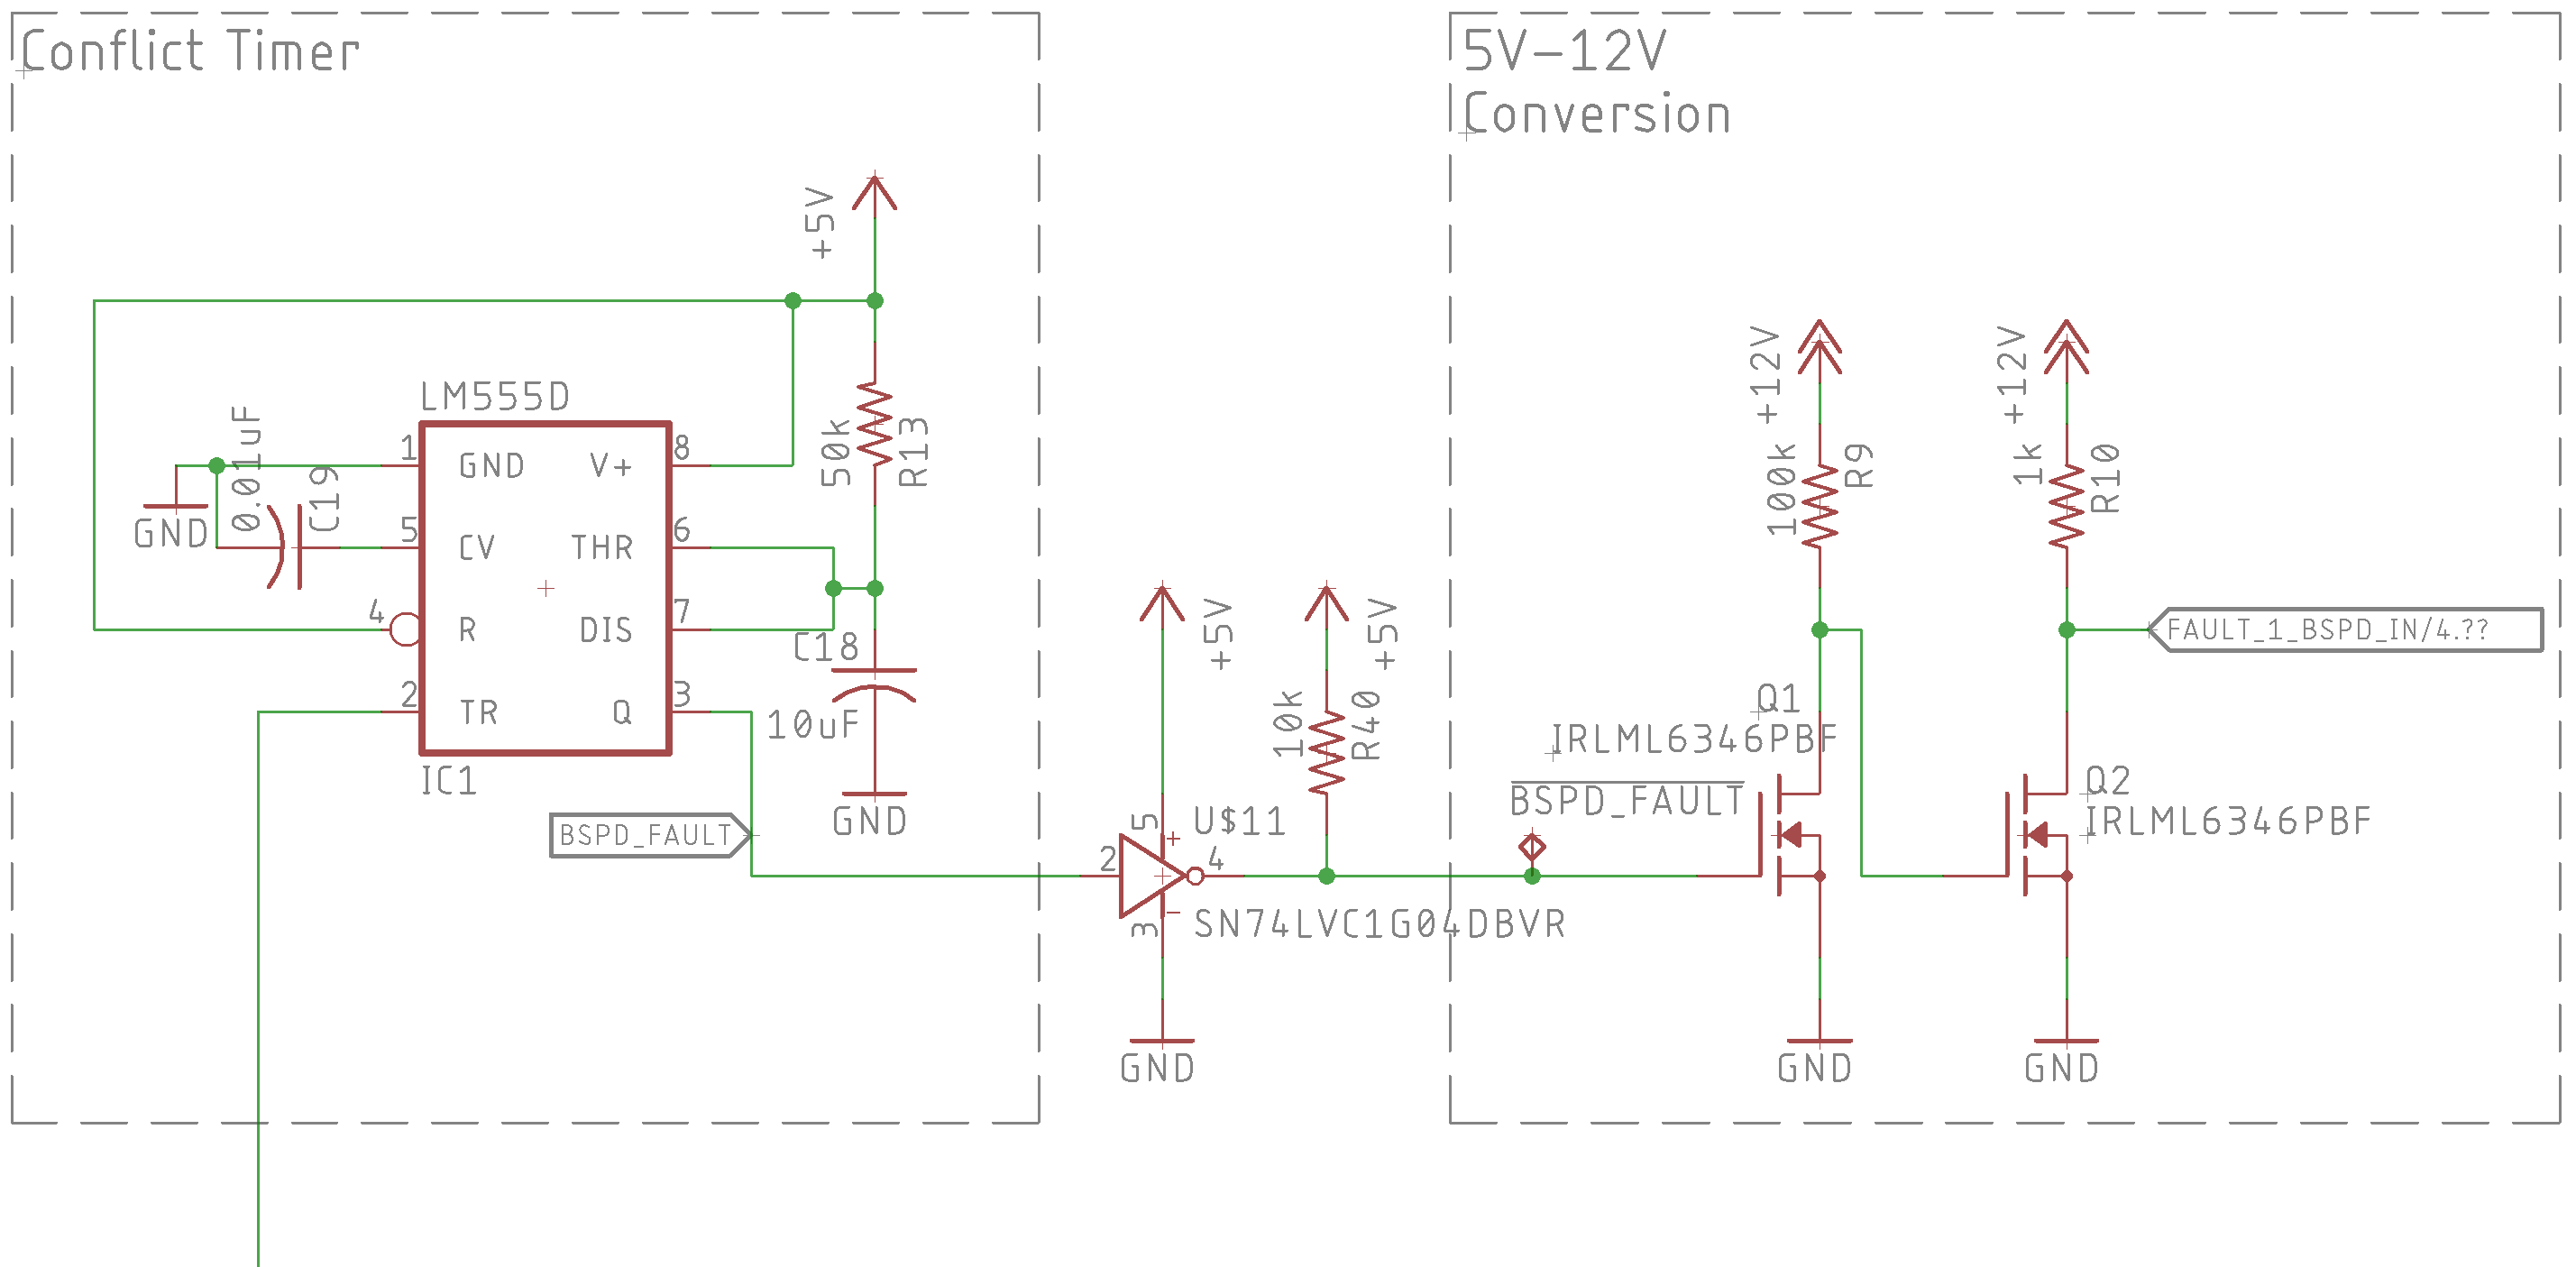 Conflict Timer
+5V
LM555D
0.01uF
C19
GND
1
GND
V+
8
5
CV
THR
6
4
R
DIS
7
2
TR
Q
3
IC1
50k
R13
C18
10uF
GND
BSPD_FAULT
+5V
2
5
+
U$11
4
-
3
SN74LVC1G04DBVR
GND
+5V
10k
R40
5V-12V
Conversion
+12V
100k
R9
+12V
1k
R10
FAULT_1_BSPD_IN/4.??
Q1
IRLML6346PBF
BSPD_FAULT
Q2
IRLML6346PBF
GND
GND